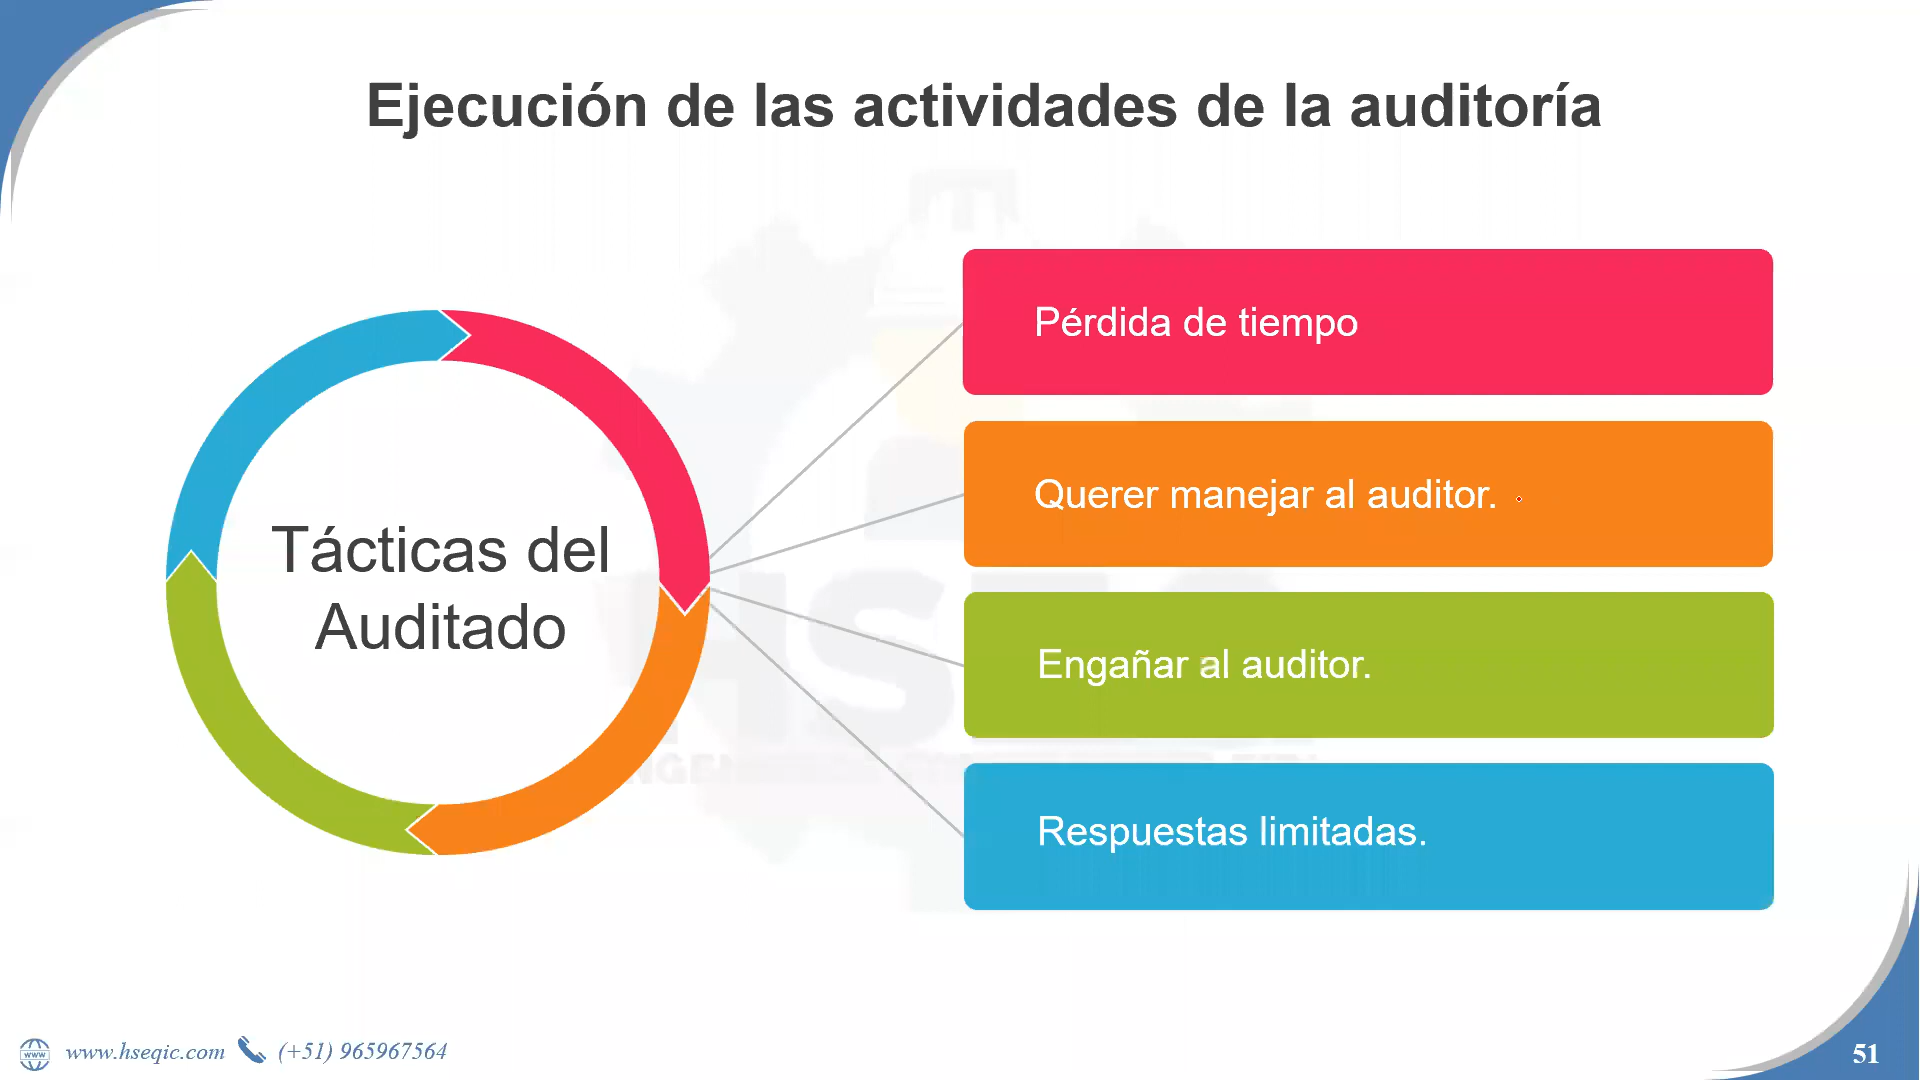 Ejecución de las actividades de la auditoría
Tácticas del
Auditado
Pérdida de tiempo
Querer manejar al auditor.
Engañar al auditor.
Respuestas limitadas.
www www.hseqic.com (+51) 965967564
51